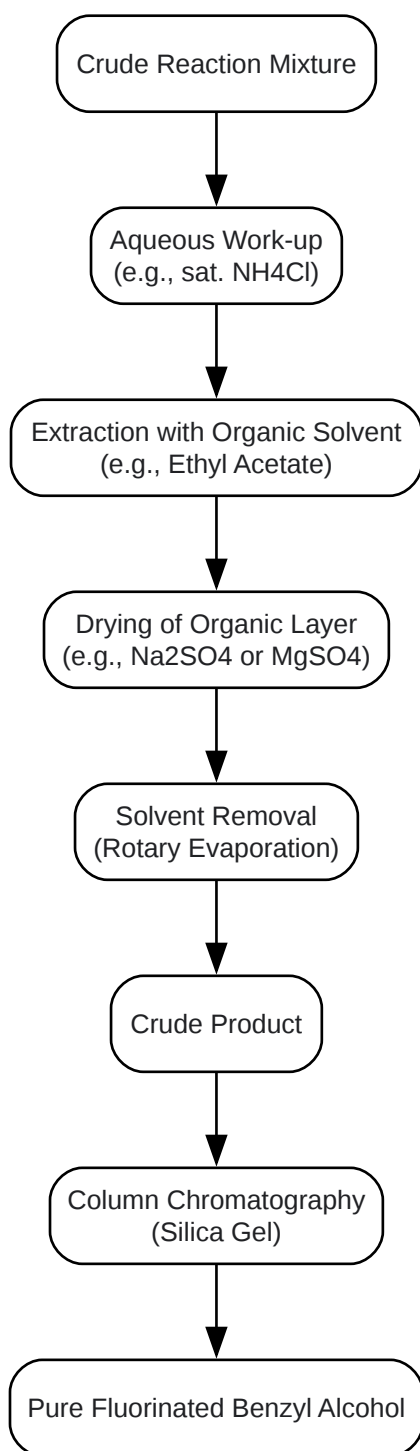 Crude Reaction Mixture
Aqueous Work-up
(e.g., sat. NH4Cl)
Extraction with Organic Solvent
(e.g., Ethyl Acetate)
Drying of Organic Layer
(e.g., Na2SO4 or MgSO4)
Solvent Removal
(Rotary Evaporation)
Crude Product
Column Chromatography
(Silica Gel)
Pure Fluorinated Benzyl Alcohol